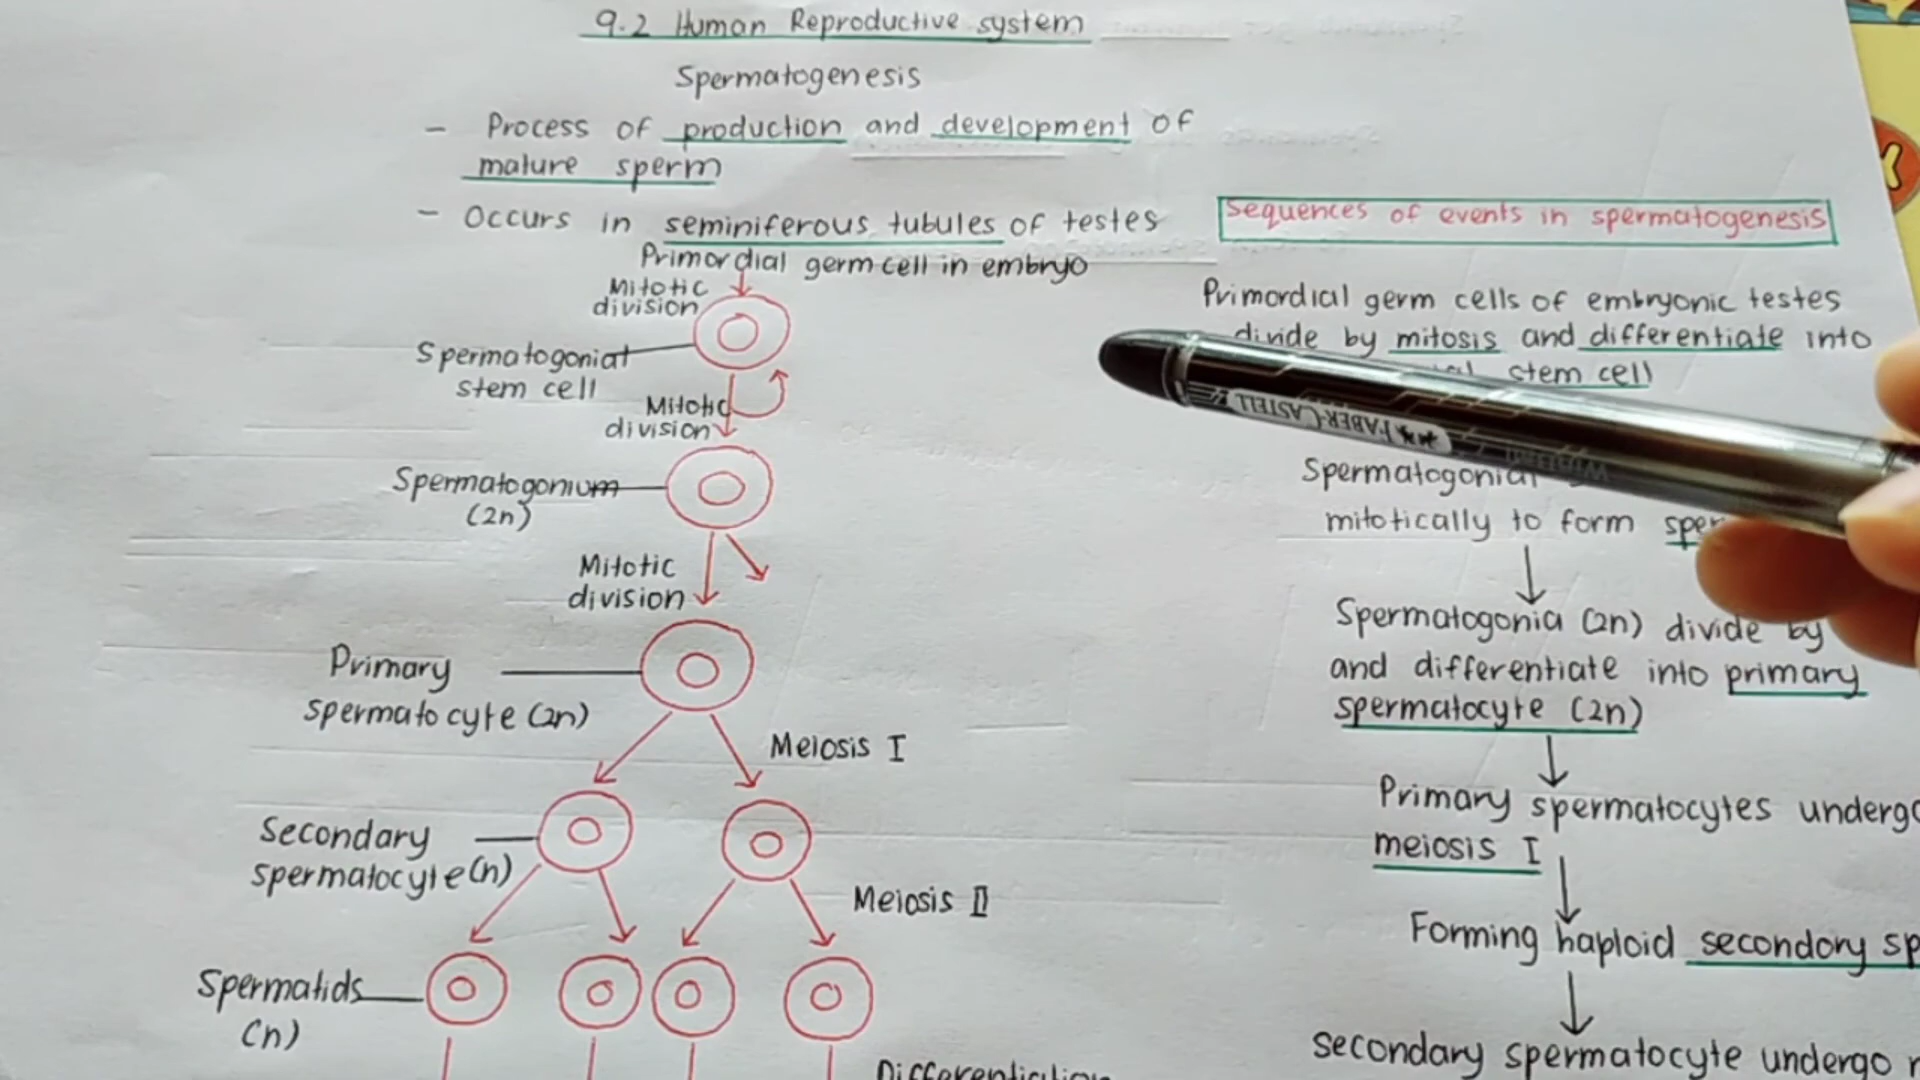 9.2 Human Reproductive system
Spermatogenesis
- Process of production and development of
mature sperm
- Occurs in seminiferous tubules of testes
Primordial germ cell in embryo
Mitotic
division
Spermatogonial
stem cell
Mitotic
division
Spermatogonium
(2n)
Mitotic
division
Primary
spermatocyte (2n)
Meiosis I
Secondary
spermatocyte (n)
Meiosis II
Spermatids
(n)
Differentiation
Sequences of events in spermatogenesis
Primordial germ cells of embryonic testes
divide by mitosis and differentiate into
stem cell
Spermatogonial
mitotically to form
Spermatogonia (2n) divide by
and differentiate into primary
spermatocyte (2n)
Primary spermatocytes undergo
meiosis I
Forming haploid secondory sp
secondary spermatocyte undergo
FABER-CASTELL